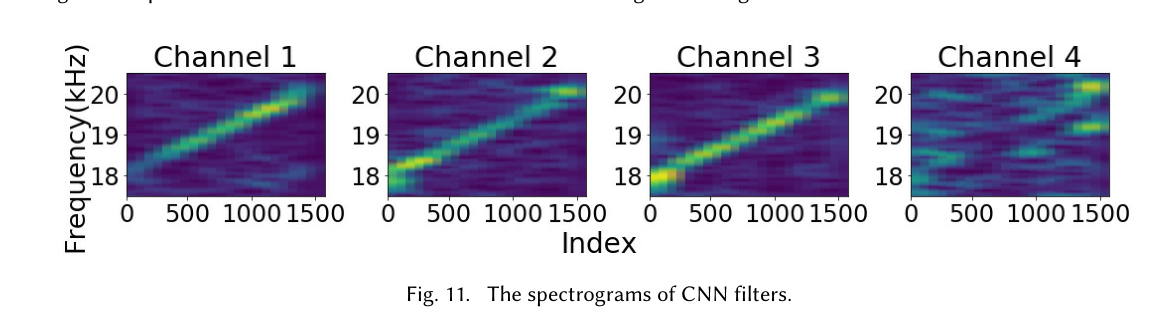 Channel 1 Channel 2 Channel 3 Channel 4
Frequency(kHz)
20 20 20 20
19 19 19 19
18 18 18 18
0 500 1000 1500 0 500 1000 1500 0 500 1000 1500 0 500 1000 1500
Index
Fig. 11. The spectrograms of CNN filters.